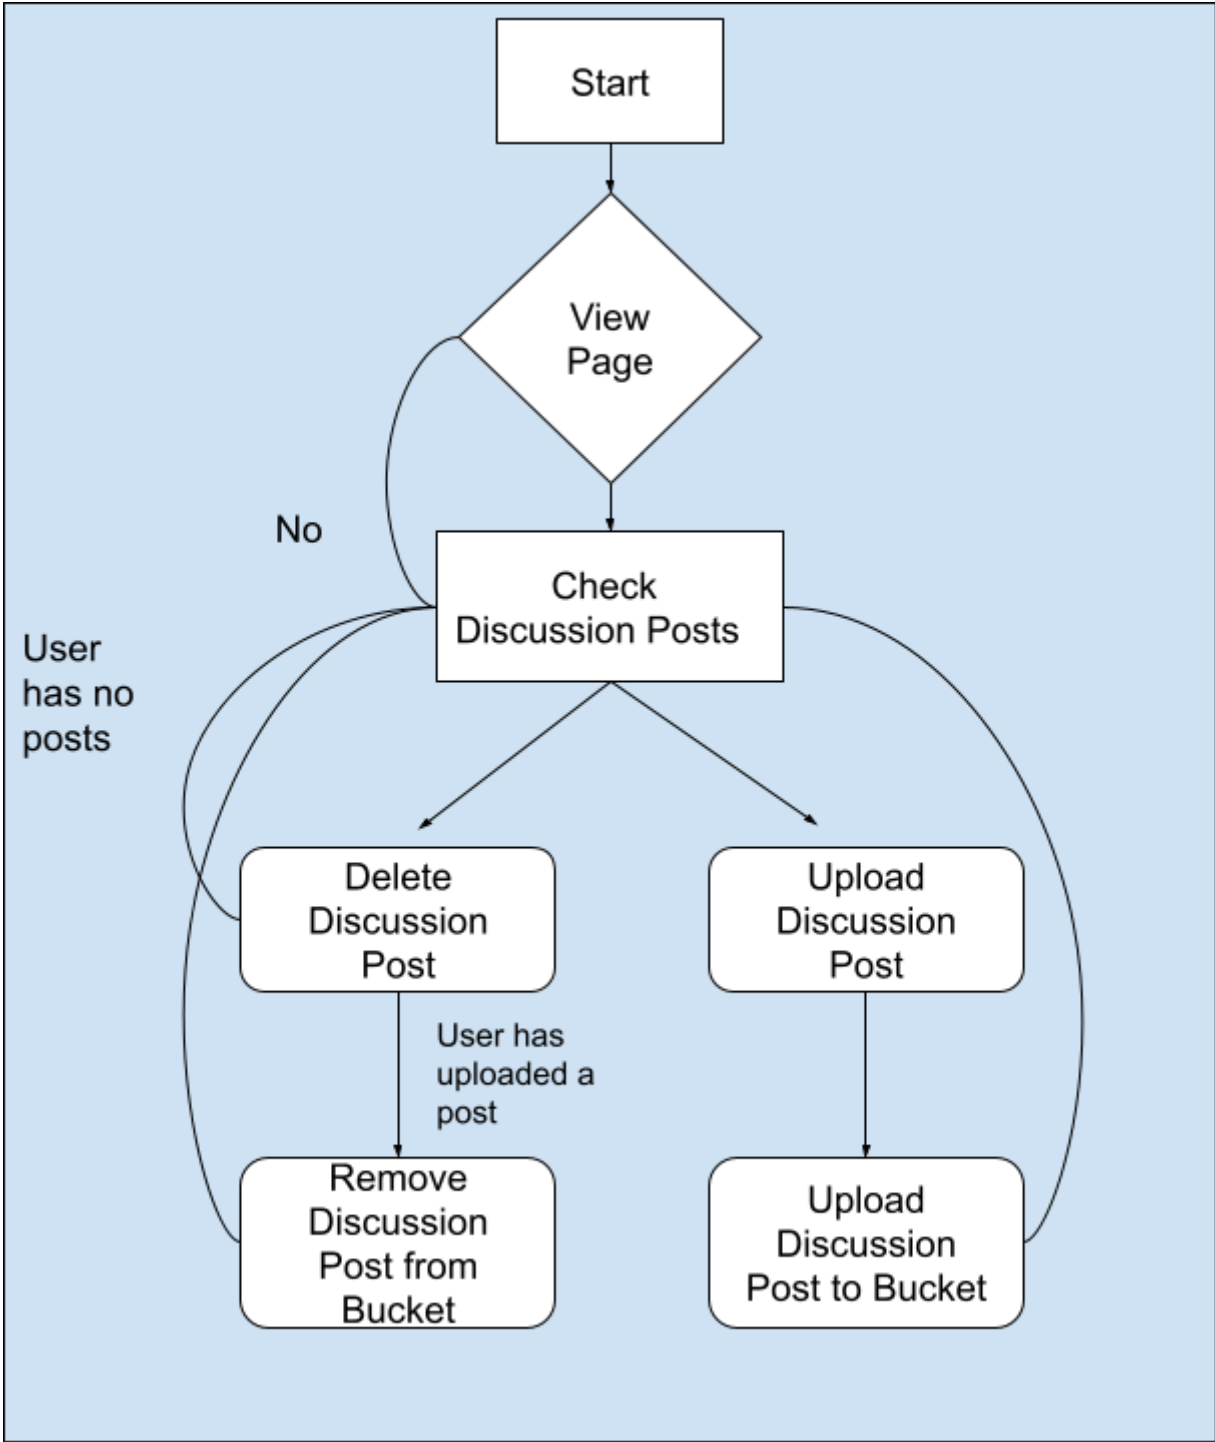 Start
View
Page
No
Check
Discussion Posts
User
has no
posts
Delete
Discussion
Post
Upload
Discussion
Post
User has
uploaded a
post
Remove
Discussion
Post from
Bucket
Upload
Discussion
Post to Bucket